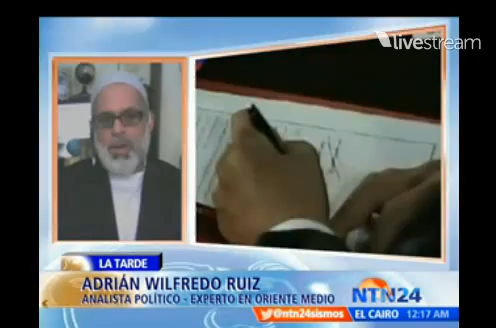 livestream
LA TARDE
ADRIÁN WILFREDO RUIZ
ANALISTA POLÍTICO - EXPERTO EN ORIENTE MEDIO
NTN24
@ntn24sismos
EL CAIRO 12:17 AM